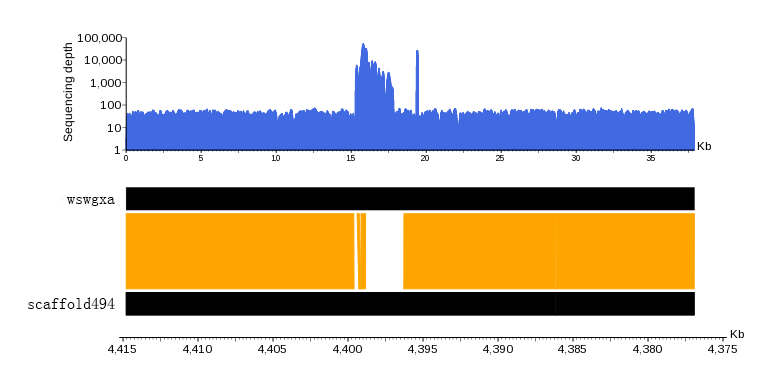 Sequencing depth
100,000
10,000
1,000
100
10
1
0 5 10 15 20 25 30 35 Kb
wswgxa
scaffold494
Kb
4,415 4,410 4,405 4,400 4,395 4,390 4,385 4,380 4,375